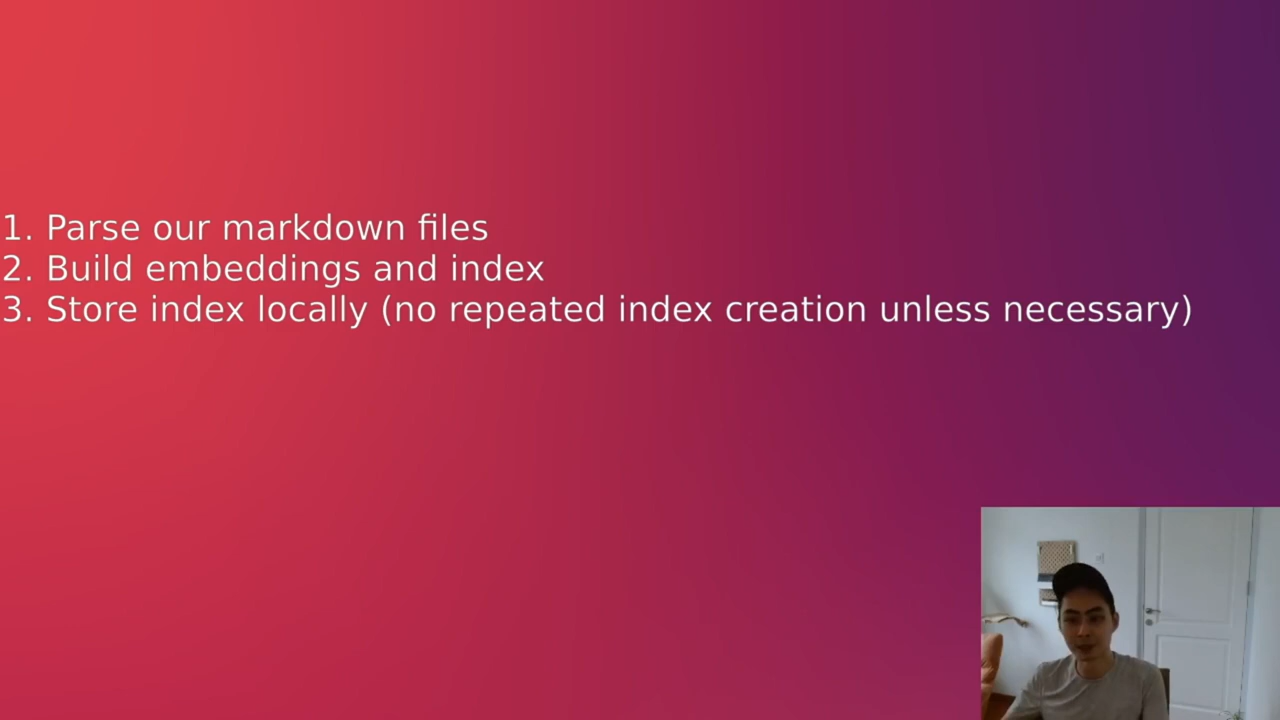 1. Parse our markdown files
2. Build embeddings and index
3. Store index locally (no repeated index creation unless necessary)